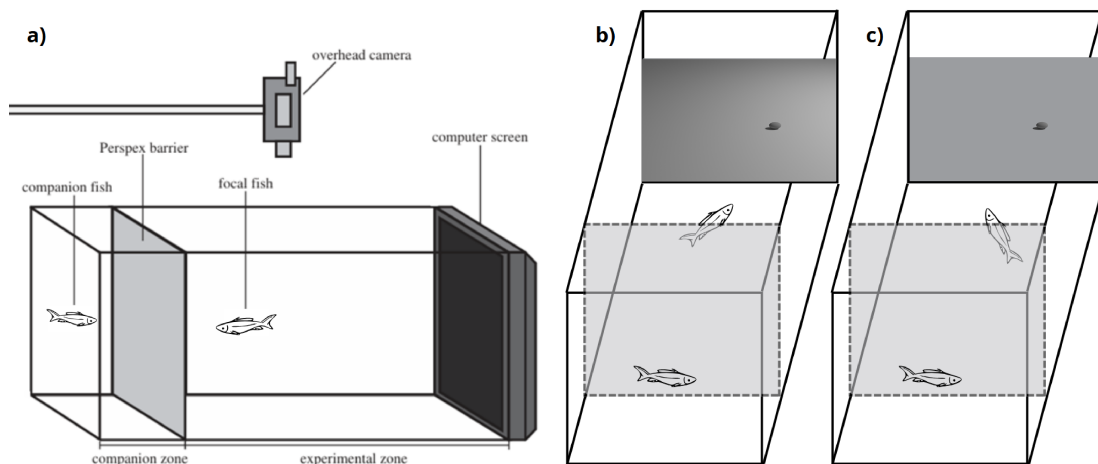 a)
overhead camera
computer screen
Perspex barrier
companion fish
focal fish
companion zone
experimental zone
b)
c)